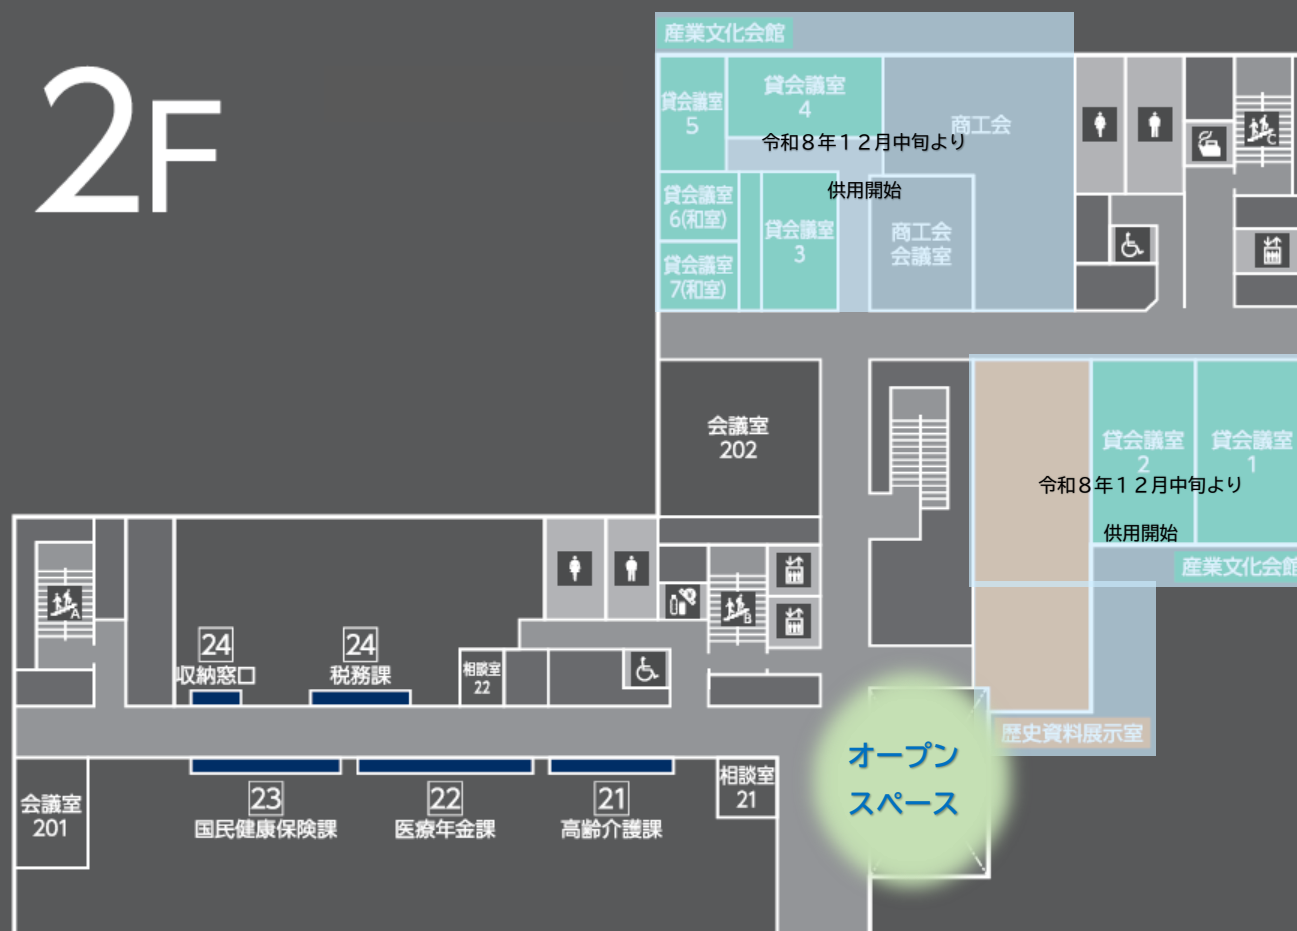 2F
産業文化会館
貸会議室
5
貸会議室
4
商工会
令和８年１２月中旬より
供用開始
貸会議室
6(和室)
貸会議室
3
商工会
会議室
貸会議室
7(和室)
C
会議室
202
貸会議室
2
貸会議室
1
令和８年１２月中旬より
供用開始
産業文化会館
A
B
24
収納窓口
24
税務課
相談室
22
歴史資料展示室
オープン
スペース
会議室
201
23
国民健康保険課
22
医療年金課
21
高齢介護課
相談室
21